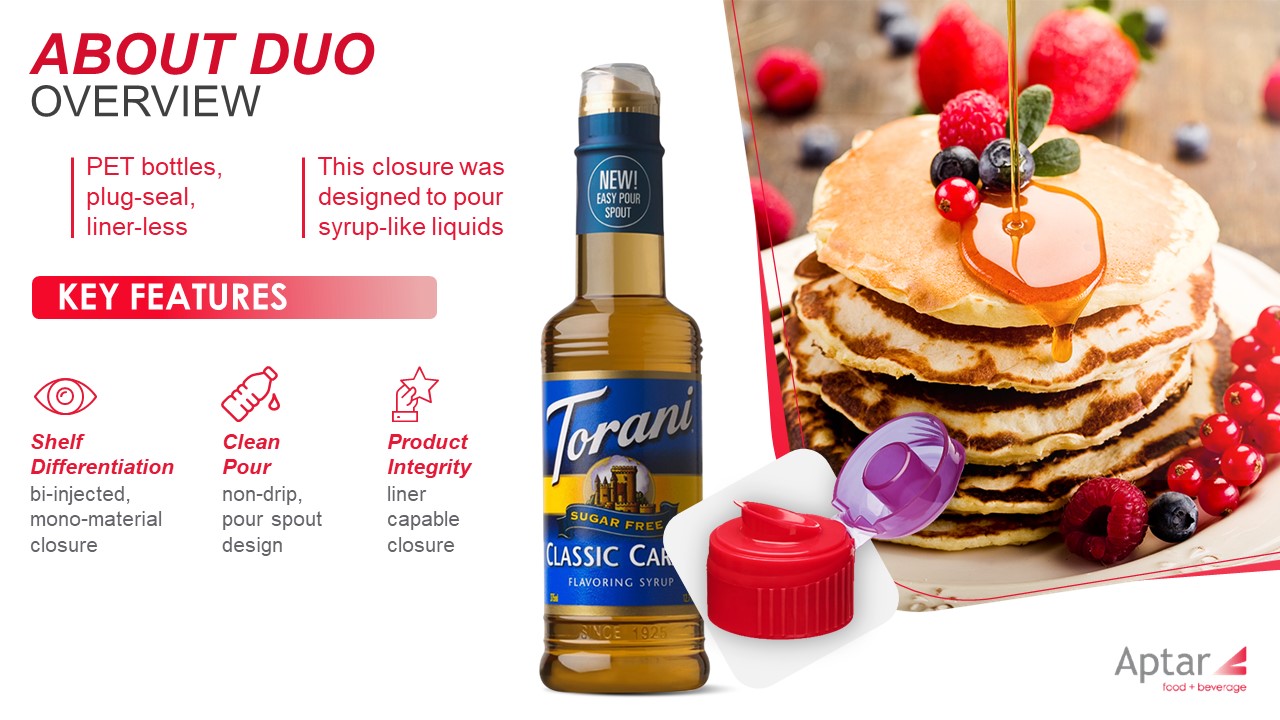 ABOUT DUO
OVERVIEW
PET bottles,
plug-seal,
liner-less
This closure was
designed to pour
syrup-like liquids
KEY FEATURES
Shelf
Differentiation
bi-injected,
mono-material
closure
Clean
Pour
non-drip,
pour spout
design
Product
Integrity
liner
capable
closure
NEW!
EASY POUR
SPOUT
Torani
SUGAR FREE
CLASSIC CAR
FLAVORING SYRUP
SINCE 1925
Aptar
food + beverage